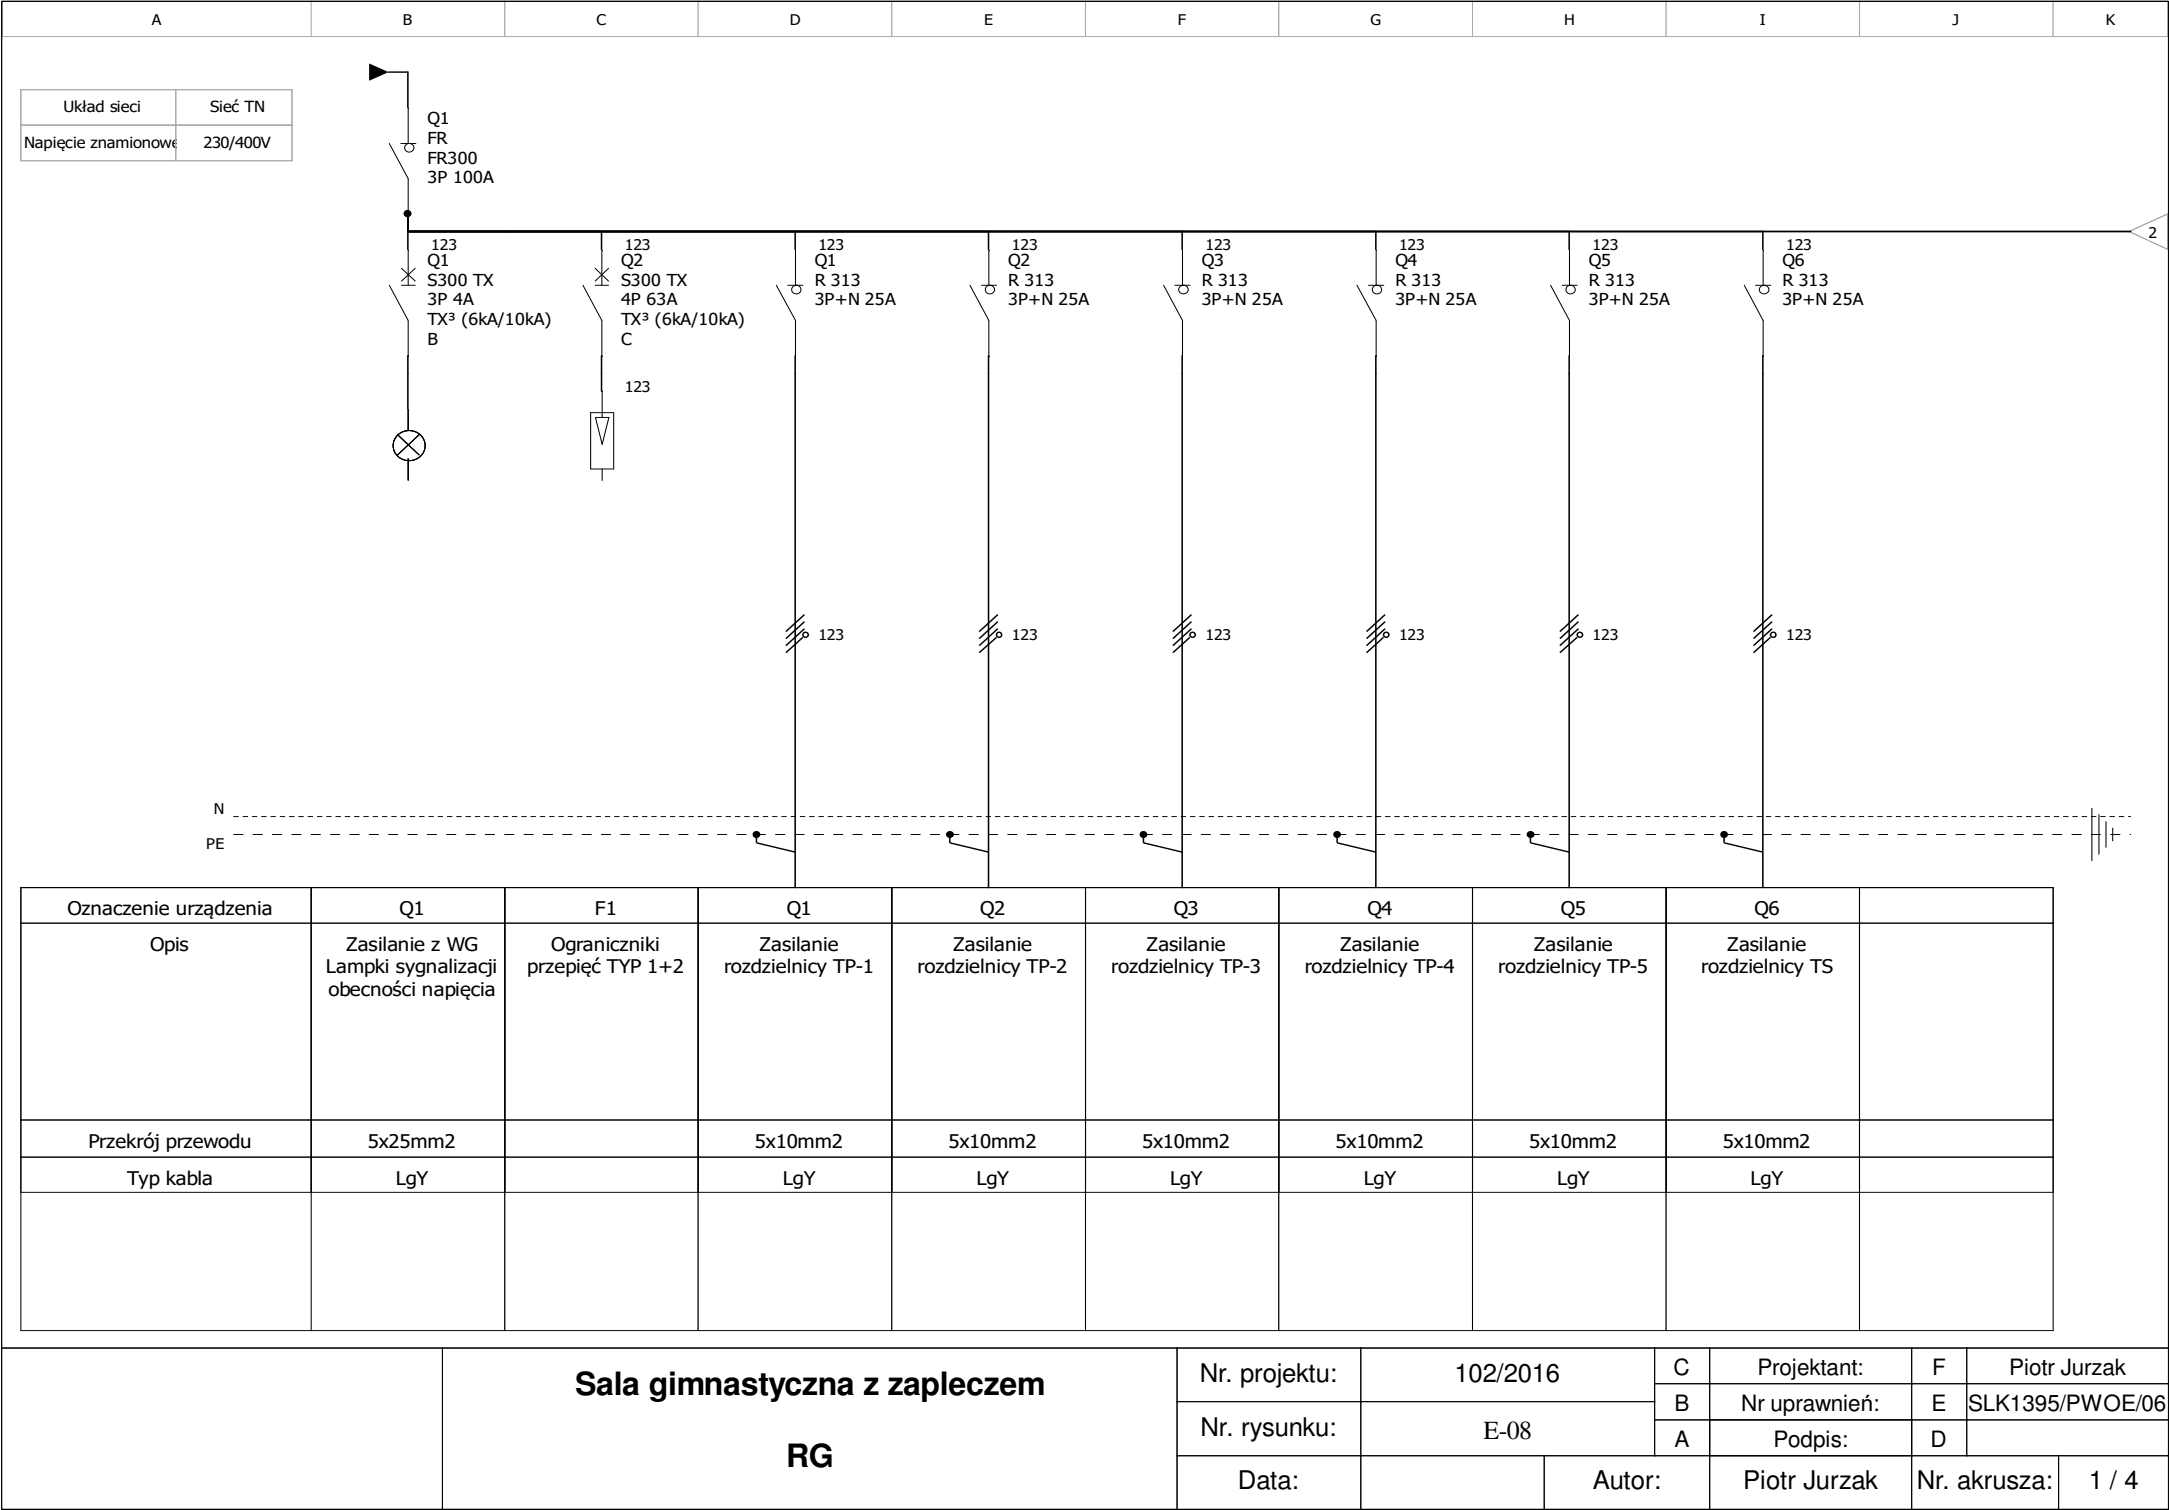 A B C D E F G H I J K
Układ sieci Sieć TN
Napięcie znamionowe 230/400V
Q1
FR
FR300
3P 100A
2
123
Q1
S300 TX
3P 4A
TX³ (6kA/10kA)
B
123
Q2
S300 TX
4P 63A
TX³ (6kA/10kA)
C
123
123
Q1
R 313
3P+N 25A
123
Q2
R 313
3P+N 25A
123
Q3
R 313
3P+N 25A
123
Q4
R 313
3P+N 25A
123
Q5
R 313
3P+N 25A
123
Q6
R 313
3P+N 25A
123 123 123 123 123 123
N
PE
Oznaczenie urządzenia Q1 F1 Q1 Q2 Q3 Q4 Q5 Q6
Opis
Zasilanie z WG
Lampki sygnalizacji
obecności napięcia
Ograniczniki
przepięć TYP 1+2
Zasilanie
rozdzielnicy TP-1
Zasilanie
rozdzielnicy TP-2
Zasilanie
rozdzielnicy TP-3
Zasilanie
rozdzielnicy TP-4
Zasilanie
rozdzielnicy TP-5
Zasilanie
rozdzielnicy TS
Przekrój przewodu 5x25mm2 5x10mm2 5x10mm2 5x10mm2 5x10mm2 5x10mm2 5x10mm2
Typ kabla LgY LgY LgY LgY LgY LgY LgY
Sala gimnastyczna z zapleczem
RG
Nr. projektu: 102/2016
Nr. rysunku: E-08
C Projektant: F Piotr Jurzak
B Nr uprawnień: E SLK1395/PWOE/06
A Podpis: D
Data: Autor: Piotr Jurzak Nr. akrusza: 1 / 4